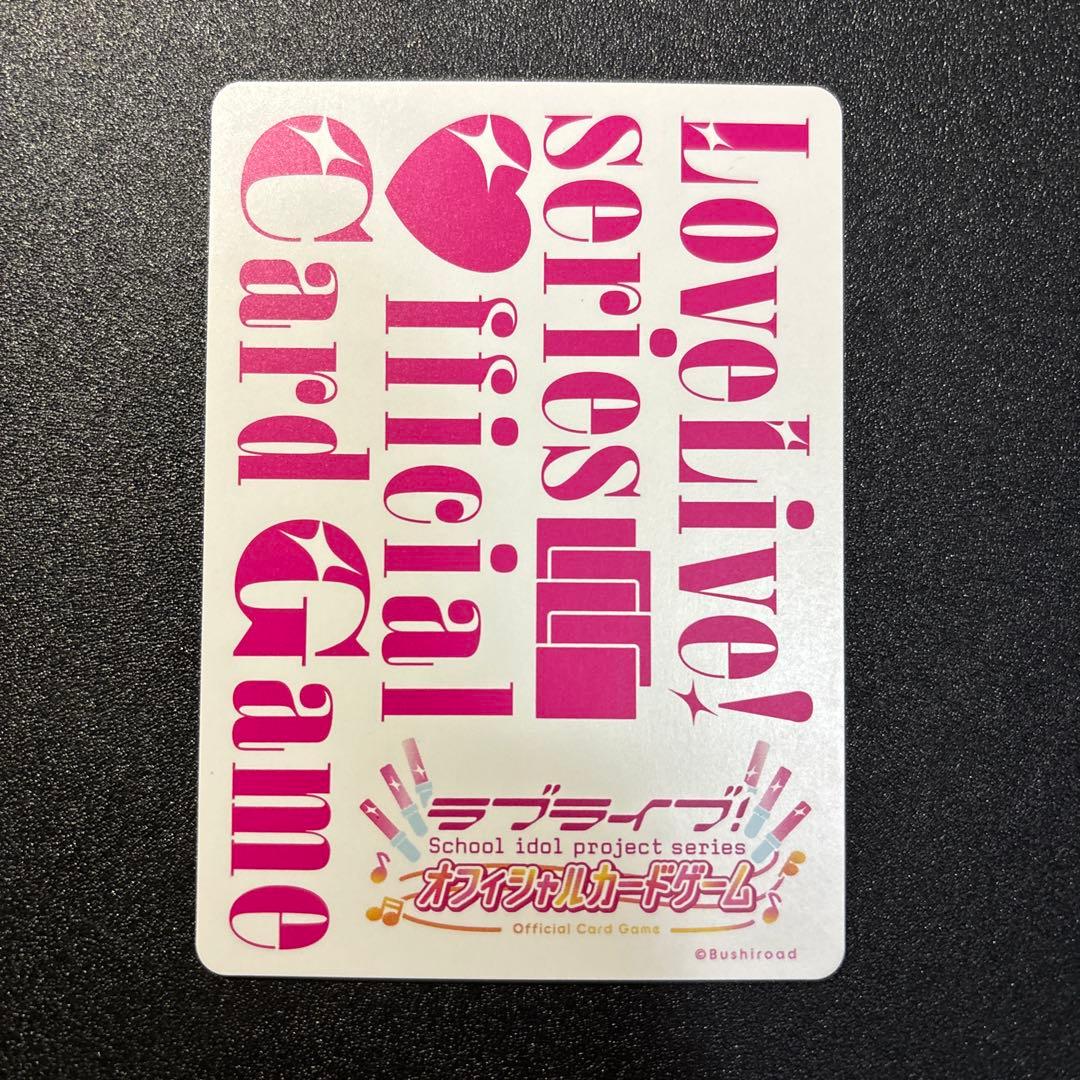 LoveLive!
series
♥fficial
Card Game
ラブライブ!
School idol project series
オフィシャルカードゲーム
Official Card Game
©Bushiroad